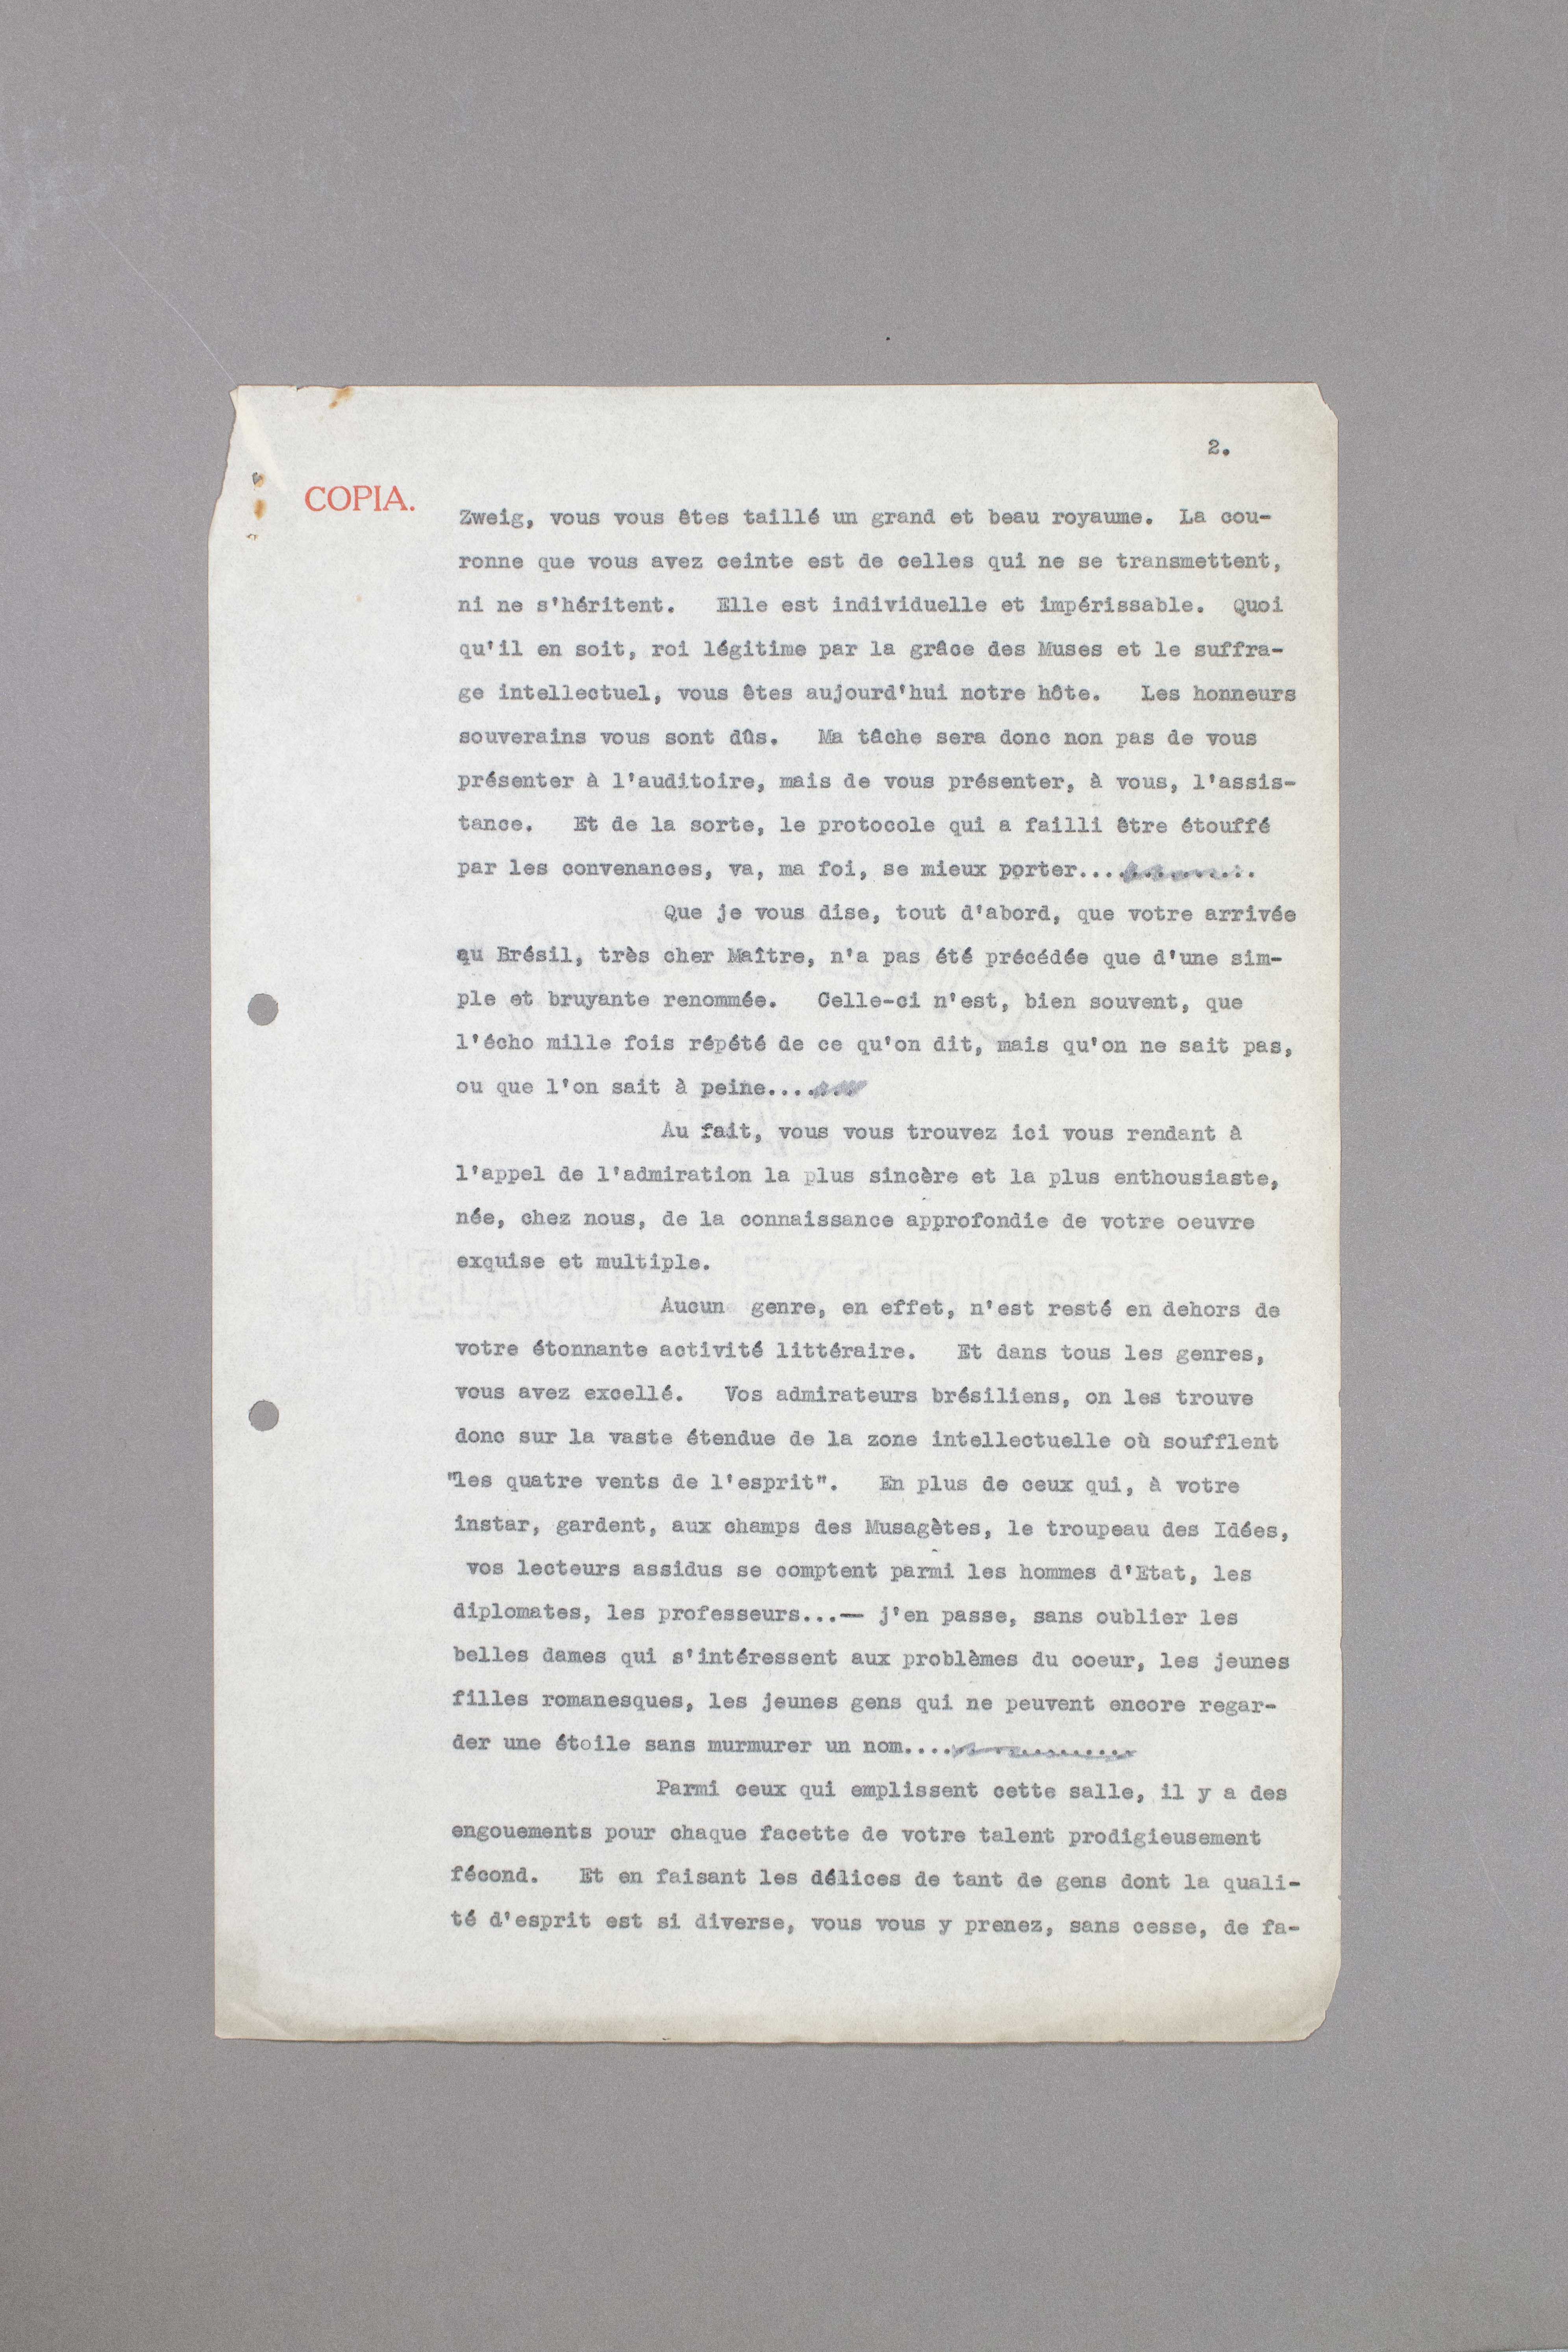 2.
COPIA.
Zweig, vous vous êtes taillé un grand et beau royaume. La cou-
ronne que vous avez ceinte est de celles qui ne se transmettent,
ni ne s'héritent. Elle est individuelle et impérissable. Quoi
qu'il en soit, roi légitime par la grâce des Muses et le suffra-
ge intellectuel, vous êtes aujourd'hui notre hôte. Les honneurs
souverains vous sont dûs. Ma tâche sera donc non pas de vous
présenter à l'auditoire, mais de vous présenter, à vous, l'assis-
tance. Et de la sorte, le protocole qui a failli être étouffé
par les convenances, va, ma foi, se mieux porter....
Que je vous dise, tout d'abord, que votre arrivée
au Brésil, très cher Maître, n'a pas été précédée que d'une sim-
ple et bruyante renommée. Celle-ci n'est, bien souvent, que
l'écho mille fois répété de ce qu'on dit, mais qu'on ne sait pas,
ou que l'on sait à peine....
Au fait, vous vous trouvez ici vous rendant à
l'appel de l'admiration la plus sincère et la plus enthousiaste,
née, chez nous, de la connaissance approfondie de votre oeuvre
exquise et multiple.
Aucun genre, en effet, n'est resté en dehors de
votre étonnante activité littéraire. Et dans tous les genres,
vous avez excellé. Vos admirateurs brésiliens, on les trouve
donc sur la vaste étendue de la zone intellectuelle où soufflent
"les quatre vents de l'esprit". En plus de ceux qui, à votre
instar, gardent, aux champs des Musagètes, le troupeau des Idées,
vos lecteurs assidus se comptent parmi les hommes d'Etat, les
diplomates, les professeurs...— j'en passe, sans oublier les
belles dames qui s'intéressent aux problèmes du coeur, les jeunes
filles romanesques, les jeunes gens qui ne peuvent encore regar-
der une étoile sans murmurer un nom....
Parmi ceux qui emplissent cette salle, il y a des
engouements pour chaque facette de votre talent prodigieusement
fécond. Et en faisant les délices de tant de gens dont la quali-
té d'esprit est si diverse, vous vous y prenez, sans cesse, de fa-